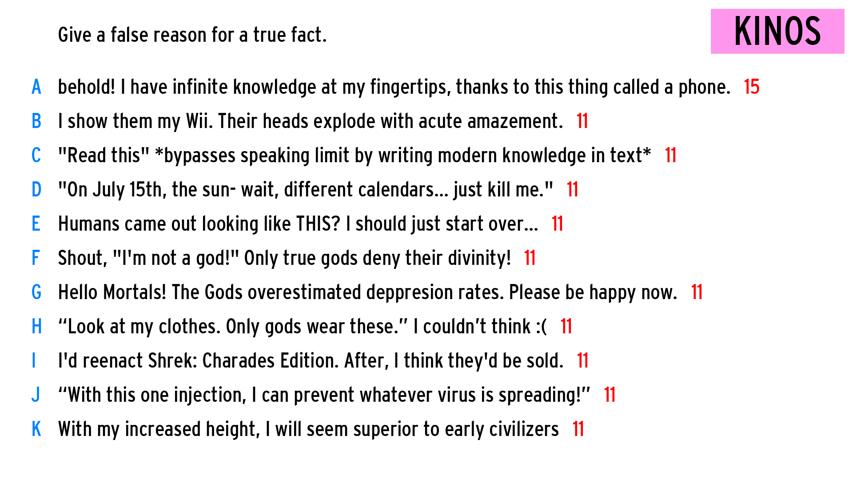 Give a false reason for a true fact.
KINOS
A behold! I have infinite knowledge at my fingertips, thanks to this thing called a phone. 15
B I show them my Wii. Their heads explode with acute amazement. 11
C "Read this" *bypasses speaking limit by writing modern knowledge in text* 11
D "On July 15th, the sun- wait, different calendars... just kill me." 11
E Humans came out looking like THIS? I should just start over... 11
F Shout, "I'm not a god!" Only true gods deny their divinity! 11
G Hello Mortals! The Gods overestimated deppresion rates. Please be happy now. 11
H “Look at my clothes. Only gods wear these.” I couldn’t think :( 11
I I'd reenact Shrek: Charades Edition. After, I think they'd be sold. 11
J “With this one injection, I can prevent whatever virus is spreading!” 11
K With my increased height, I will seem superior to early civilizers 11